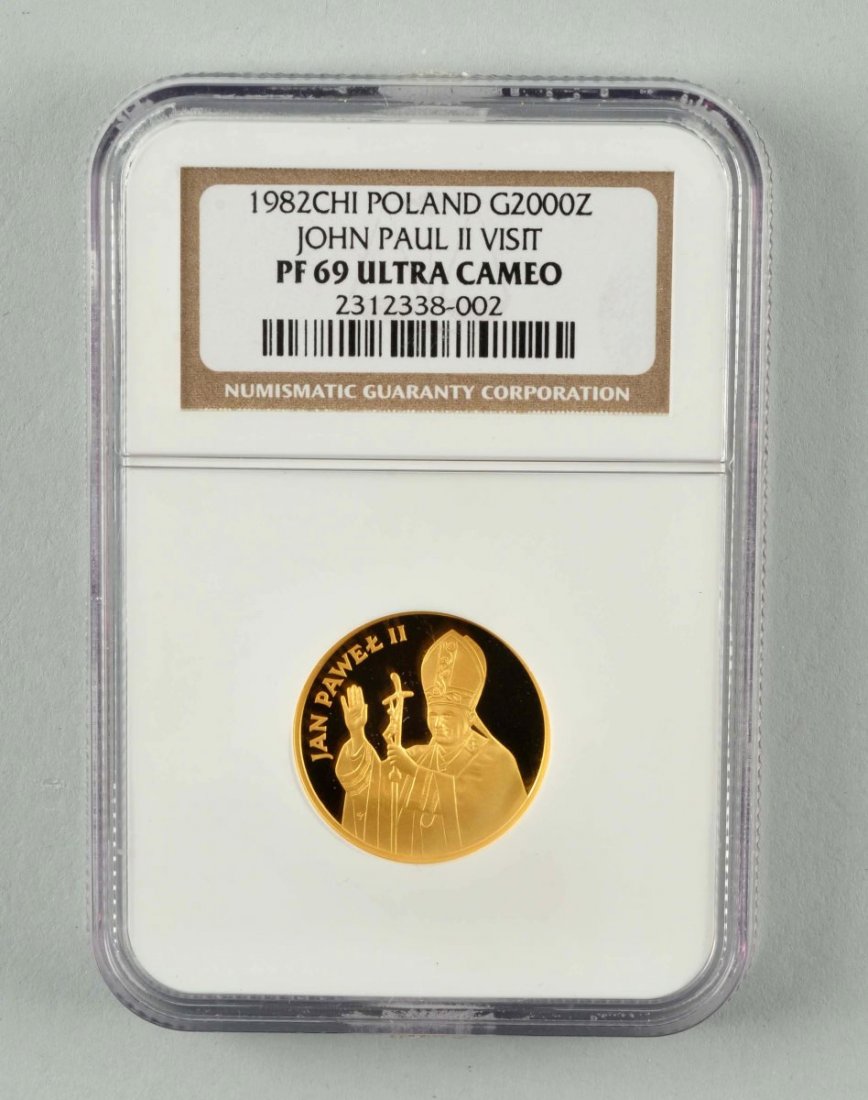 1982CHI POLAND G2000Z
JOHN PAUL II VISIT
PF 69 ULTRA CAMEO
2312338-002
NUMISMATIC GUARANTY CORPORATION
JAN PAWEŁ II